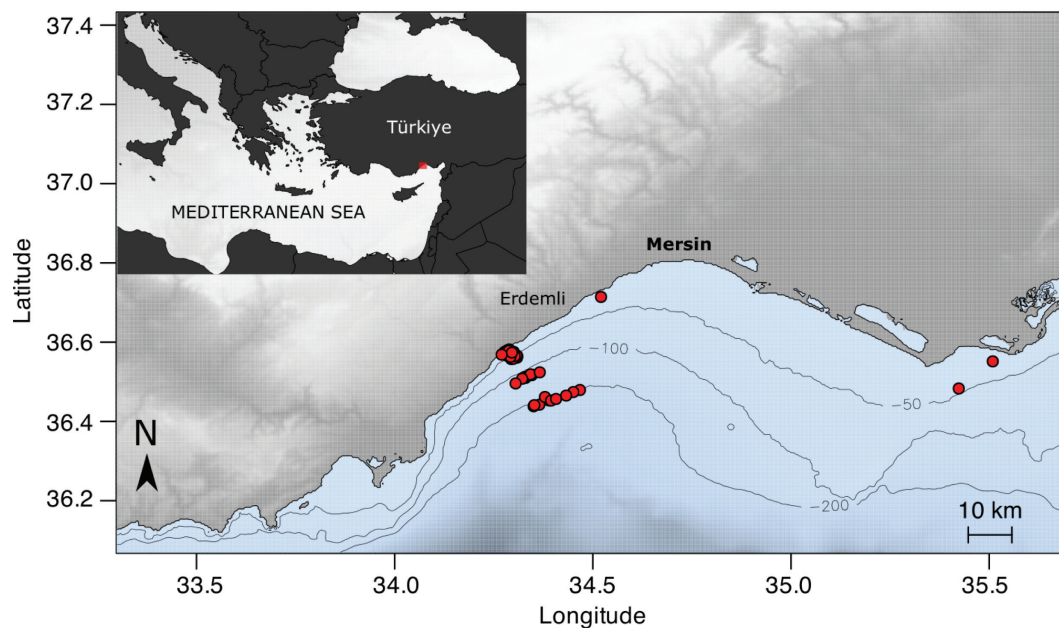 37.4
37.2
37.0
36.8
36.6
36.4
36.2
Latitude
Türkiye
MEDITERRANEAN SEA
Mersin
Erdemli
−100
−50
−200
N
10 km
33.5 34.0 34.5 35.0 35.5
Longitude